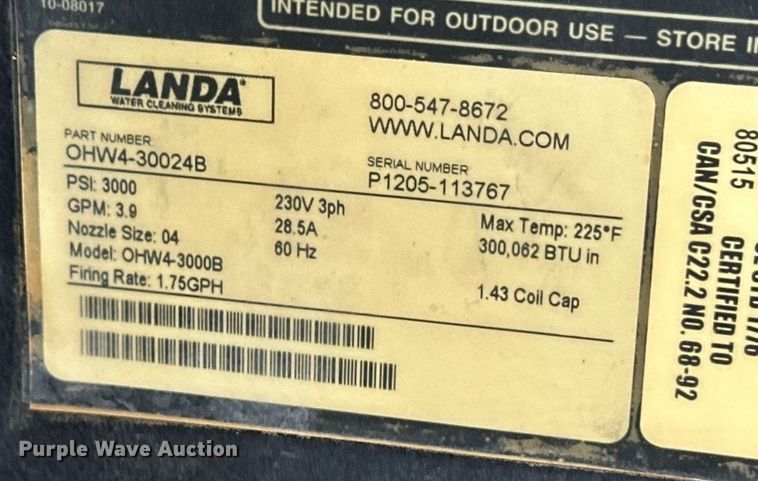 10-08017
INTENDED FOR OUTDOOR USE — STORE
LANDA
WATER CLEANING SYSTEMS
800-547-8672
WWW.LANDA.COM
PART NUMBER
OHW4-30024B
SERIAL NUMBER
P1205-113767
PSI: 3000
GPM: 3.9
Nozzle Size: 04
Model: OHW4-3000B
Firing Rate: 1.75GPH
230V 3ph
28.5A
60 Hz
Max Temp: 225°F
300,062 BTU in
1.43 Coil Cap
80515
CERTIFIED TO
CAN/CSA C22.2 NO. 68-92
Purple Wave Auction